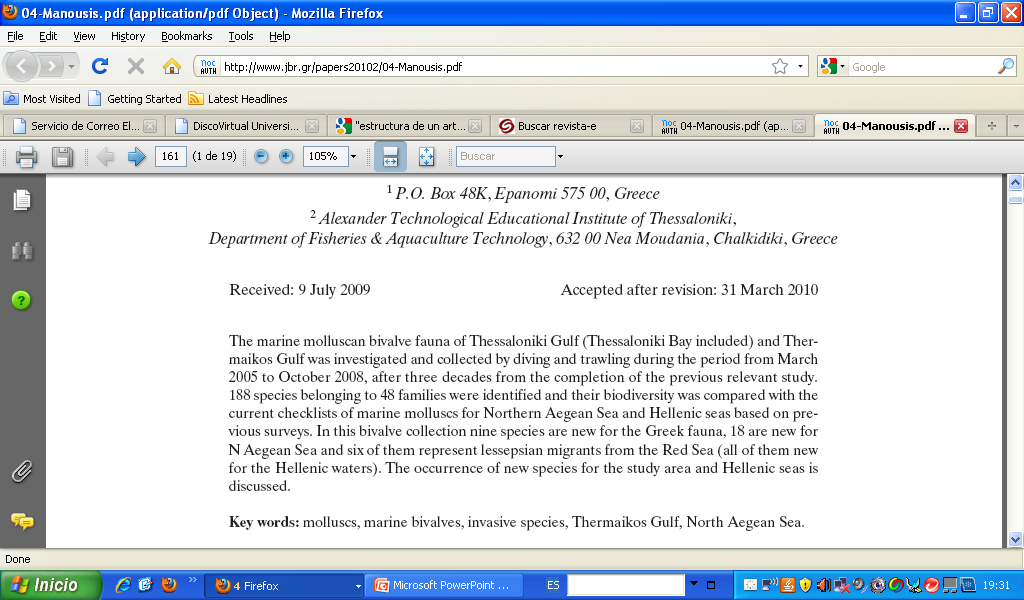 04-Manousis.pdf (application/pdf Object) - Mozilla Firefox
File Edit View History Bookmarks Tools Help
noc AUTH http://www.jbr.gr/papers20102/04-Manousis.pdf Google
Most Visited Getting Started Latest Headlines
Servicio de Correo El... DiscoVirtual Universi... "estructura de un art... Buscar revista-e noc AUTH 04-Manousis.pdf (ap... noc AUTH 04-Manousis.pdf ...
161 (1 de 19) 105% Buscar
1 P.O. Box 48K, Epanomi 575 00, Greece
2 Alexander Technological Educational Institute of Thessaloniki,
Department of Fisheries & Aquaculture Technology, 632 00 Nea Moudania, Chalkidiki, Greece
Received: 9 July 2009 Accepted after revision: 31 March 2010
The marine molluscan bivalve fauna of Thessaloniki Gulf (Thessaloniki Bay included) and Ther-
maikos Gulf was investigated and collected by diving and trawling during the period from March
2005 to October 2008, after three decades from the completion of the previous relevant study.
188 species belonging to 48 families were identified and their biodiversity was compared with the
current checklists of marine molluscs for Northern Aegean Sea and Hellenic seas based on pre-
vious surveys. In this bivalve collection nine species are new for the Greek fauna, 18 are new for
N Aegean Sea and six of them represent lessepsian migrants from the Red Sea (all of them new
for the Hellenic waters). The occurrence of new species for the study area and Hellenic seas is
discussed.
Key words: molluscs, marine bivalves, invasive species, Thermaikos Gulf, North Aegean Sea.
Done
Inicio 4 Firefox Microsoft PowerPoint ... ES 19:31